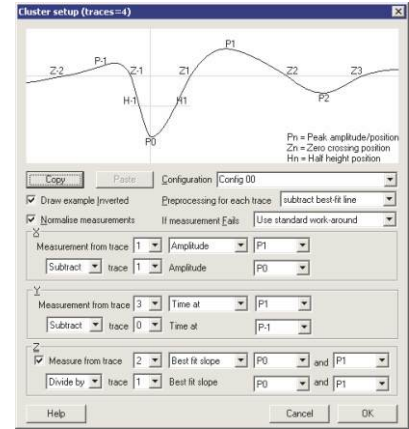 Cluster setup (traces=4)
P1
P-1
Z-2 Z-1 Z1 Z2 Z3
P2
H-1 H1
P0
Pn = Peak amplitude/position
Zn = Zero crossing position
Hn = Half height position
Copy Paste Configuration Config 00
Draw example Inverted Preprocessing for each trace subtract best-fit line
Normalise measurements If measurement Fails Use standard work-around
X
Measurement from trace 1 Amplitude P1
Subtract trace 1 Amplitude P0
Y
Measurement from trace 3 Time at P1
Subtract trace 0 Time at P-1
Z
Measure from trace 2 Best fit slope P0 and P1
Divide by trace 1 Best fit slope P0 and P1
Help Cancel OK